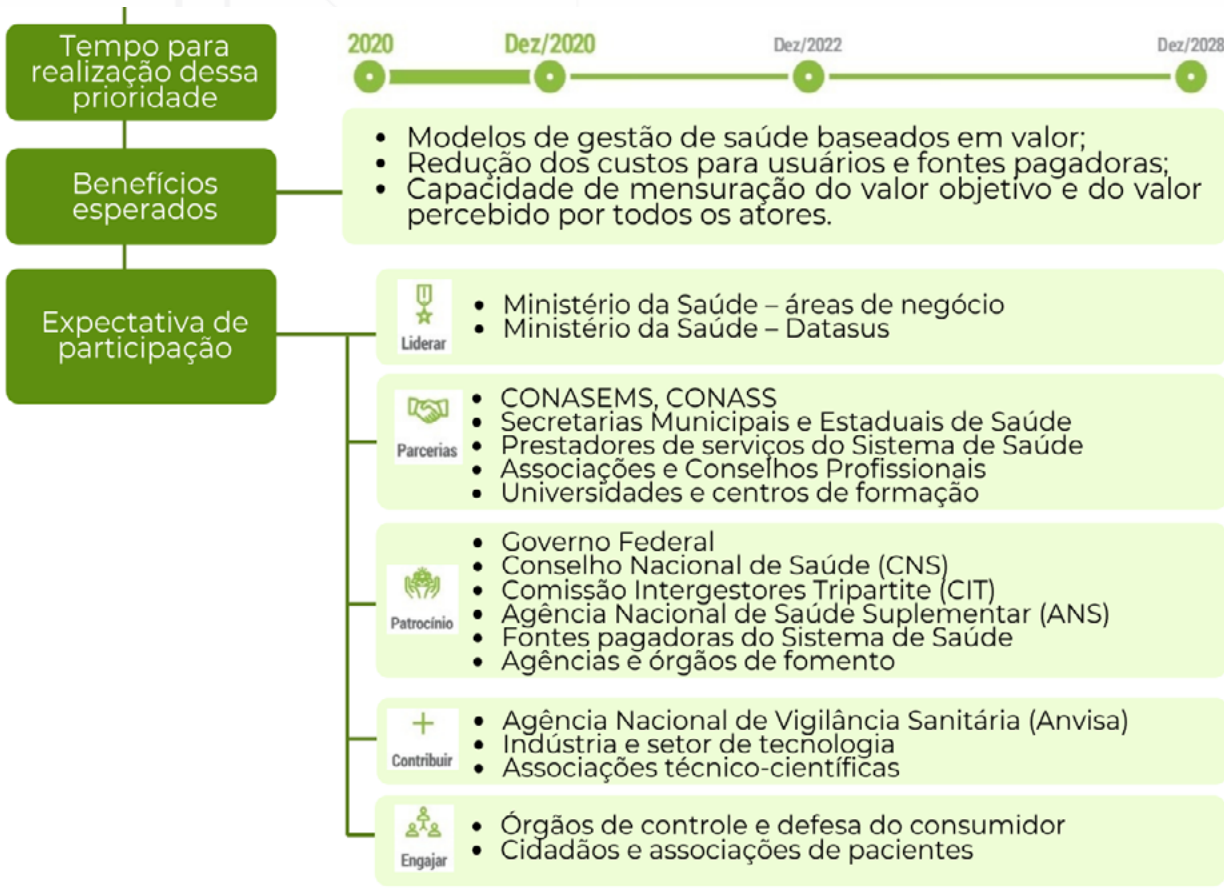 Tempo para
realização dessa
prioridade
2020
Dez/2020
Dez/2022
Dez/2028
Benefícios
esperados
• Modelos de gestão de saúde baseados em valor;
• Redução dos custos para usuários e fontes pagadoras;
• Capacidade de mensuração do valor objetivo e do valor
percebido por todos os atores.
Expectativa de
participação
Liderar
• Ministério da Saúde – áreas de negócio
• Ministério da Saúde – Datasus
Parcerias
• CONASEMS, CONASS
• Secretarias Municipais e Estaduais de Saúde
• Prestadores de serviços do Sistema de Saúde
• Associações e Conselhos Profissionais
• Universidades e centros de formação
Patrocínio
• Governo Federal
• Conselho Nacional de Saúde (CNS)
• Comissão Intergestores Tripartite (CIT)
• Agência Nacional de Saúde Suplementar (ANS)
• Fontes pagadoras do Sistema de Saúde
• Agências e órgãos de fomento
Contribuir
• Agência Nacional de Vigilância Sanitária (Anvisa)
• Indústria e setor de tecnologia
• Associações técnico-científicas
Engajar
• Órgãos de controle e defesa do consumidor
• Cidadãos e associações de pacientes